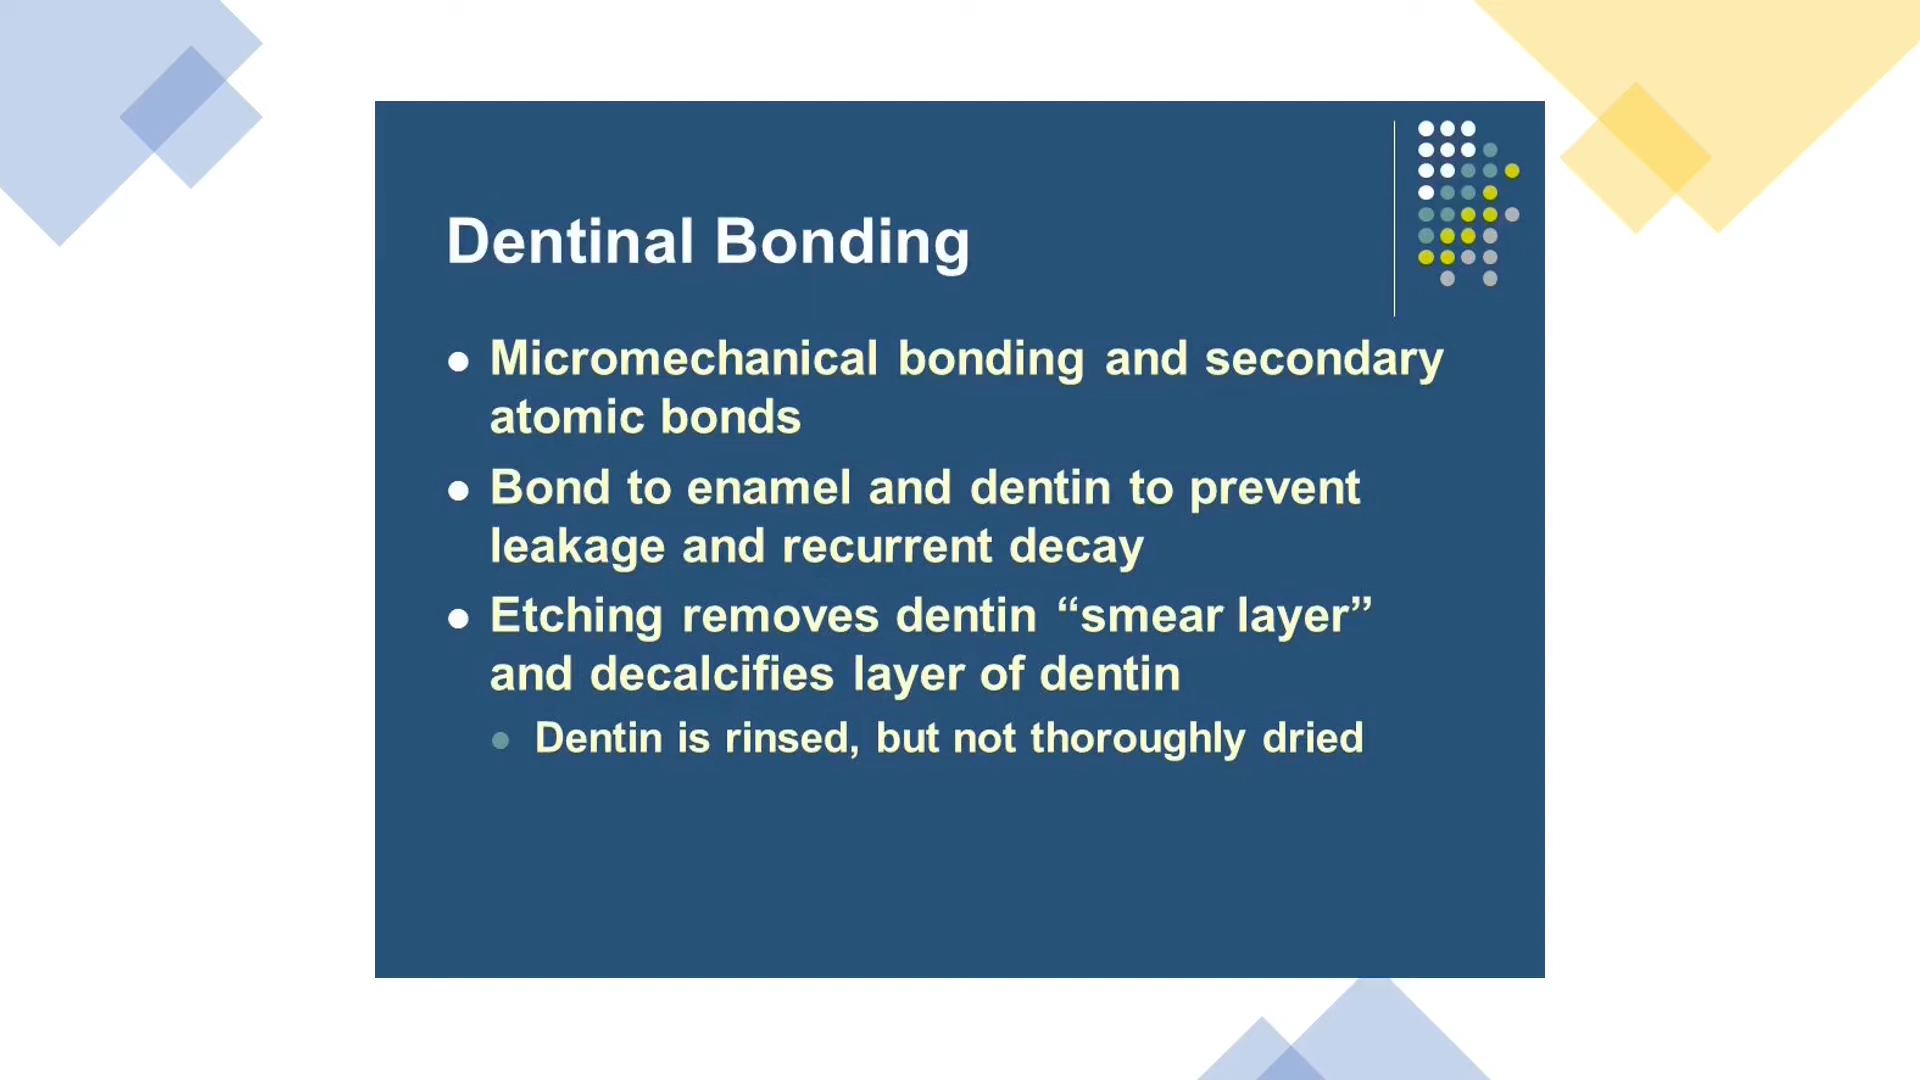 Dentinal Bonding
Micromechanical bonding and secondary
atomic bonds
Bond to enamel and dentin to prevent
leakage and recurrent decay
Etching removes dentin “smear layer”
and decalcifies layer of dentin
Dentin is rinsed, but not thoroughly dried